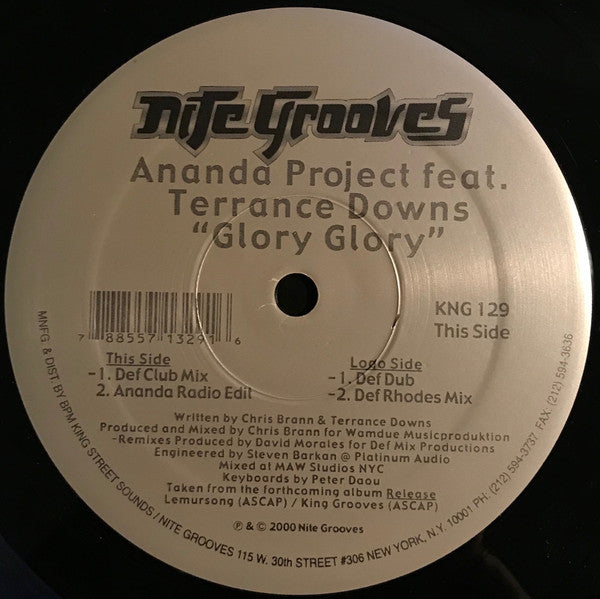 Nite Grooves
Ananda Project feat.
Terrance Downs
“Glory Glory”
7 88557 13291 6
KNG 129
This Side
This Side
-1. Def Club Mix
2. Ananda Radio Edit
Logo Side
-1. Def Dub
-2. Def Rhodes Mix
Written by Chris Brann & Terrance Downs
Produced and Mixed by Chris Brann for Wamdue Musicproduktion
-Remixes Produced by David Morales for Def Mix Productions
Engineered by Steven Barkan @ Platinum Audio
Mixed at MAW Studios NYC
Keyboards by Peter Daou
Taken from the forthcoming album Release
Lemursong (ASCAP) / King Grooves (ASCAP)
℗ & © 2000 Nite Grooves
MNFG. & DIST. BY BPM KING STREET SOUNDS / NITE GROOVES 115 W. 30th STREET #306 NEW YORK, N.Y. 10001 PH: (212) 594-3737 FAX (212) 594-3636